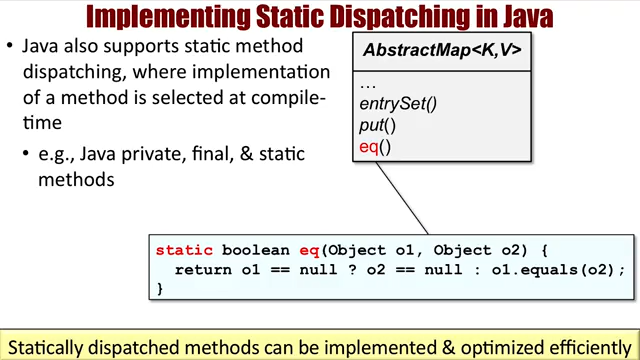 Implementing Static Dispatching in Java
• Java also supports static method
dispatching, where implementation
of a method is selected at compile-
time
• e.g., Java private, final, & static
methods
AbstractMap<K,V>
…
entrySet()
put()
eq()
static boolean eq(Object o1, Object o2) {
return o1 == null ? o2 == null : o1.equals(o2);
}
Statically dispatched methods can be implemented & optimized efficiently